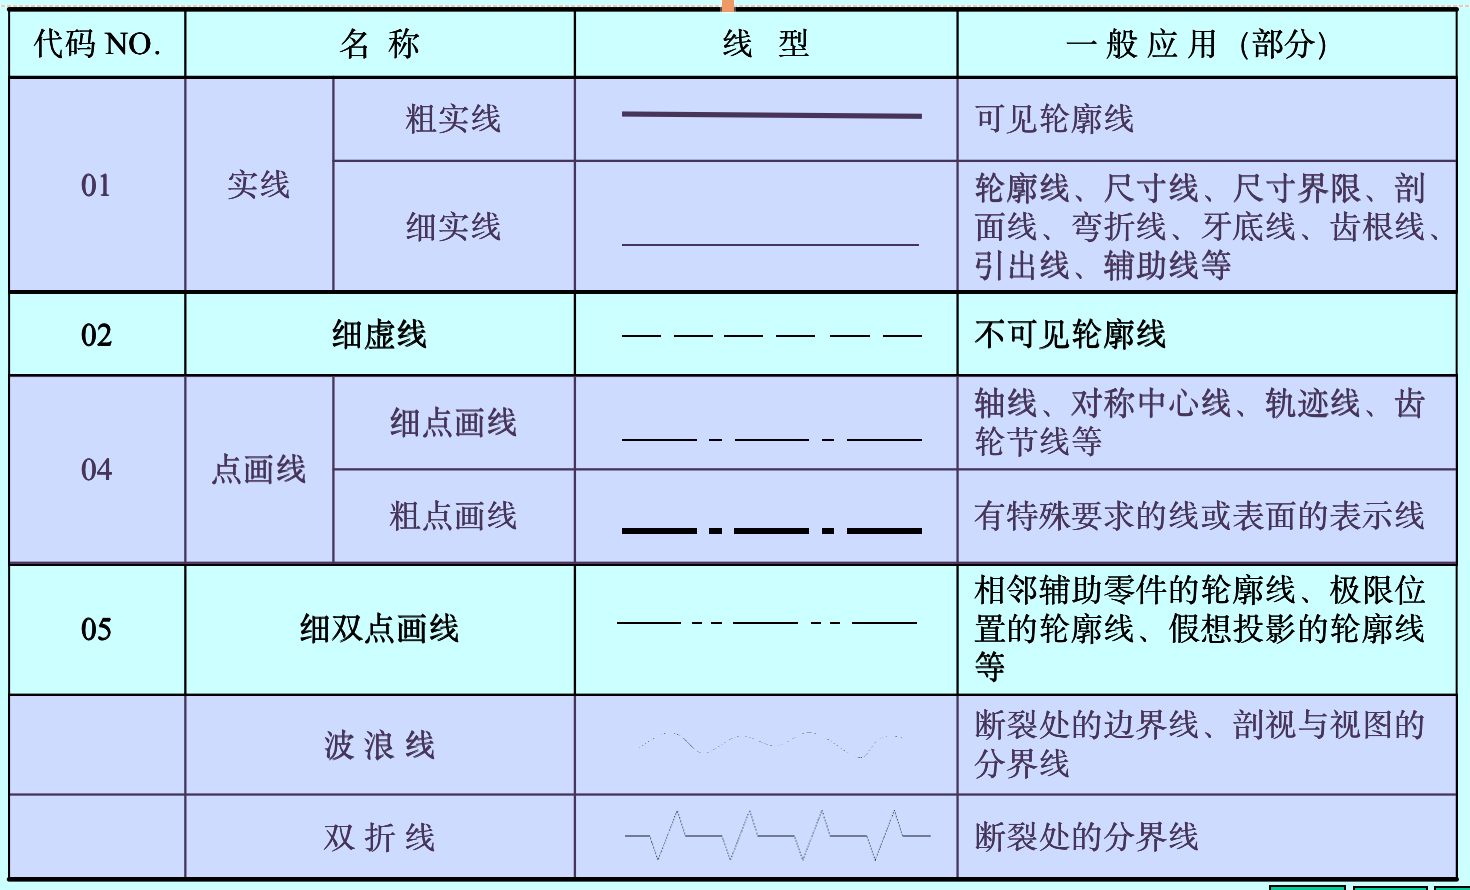 代码 NO.
名 称
线 型
一 般 应 用 (部分)
01
实线
粗实线
可见轮廓线
细实线
轮廓线、尺寸线、尺寸界限、剖
面线、弯折线、牙底线、齿根线、
引出线、辅助线等
02
细虚线
不可见轮廓线
04
点画线
细点画线
轴线、对称中心线、轨迹线、齿
轮节线等
粗点画线
有特殊要求的线或表面的表示线
05
细双点画线
相邻辅助零件的轮廓线、极限位
置的轮廓线、假想投影的轮廓线
等
波 浪 线
断裂处的边界线、剖视与视图的
分界线
双 折 线
断裂处的分界线